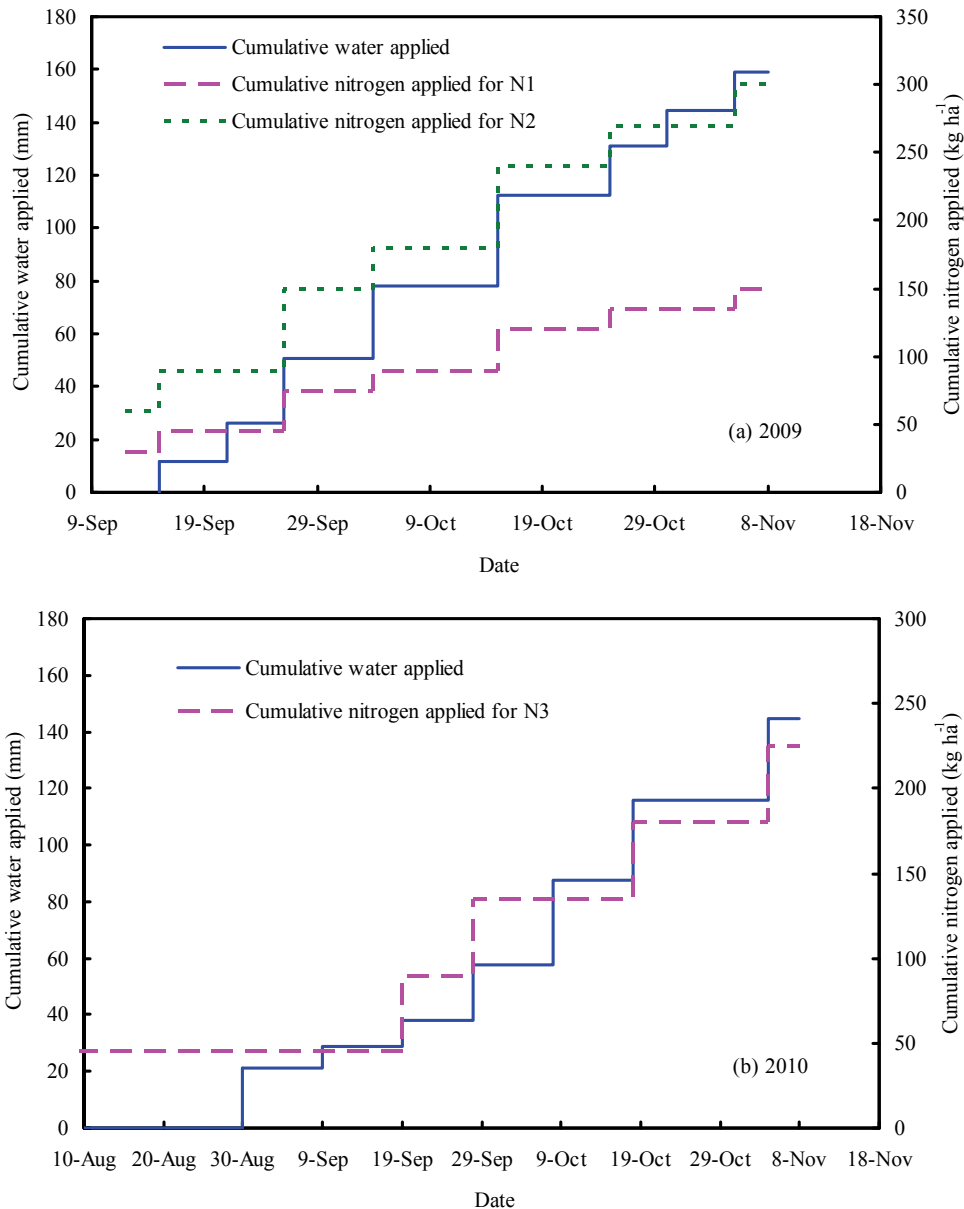 180
160
140
120
100
80
60
40
20
0
Cumulative water applied (mm)
Cumulative water applied
Cumulative nitrogen applied for N1
Cumulative nitrogen applied for N2
(a) 2009
350
300
250
200
150
100
50
0
Cumulative nitrogen applied (kg ha⁻¹)
9-Sep 19-Sep 29-Sep 9-Oct 19-Oct 29-Oct 8-Nov 18-Nov
Date
180
160
140
120
100
80
60
40
20
0
Cumulative water applied (mm)
Cumulative water applied
Cumulative nitrogen applied for N3
(b) 2010
300
250
200
150
100
50
0
Cumulative nitrogen applied (kg ha⁻¹)
10-Aug 20-Aug 30-Aug 9-Sep 19-Sep 29-Sep 9-Oct 19-Oct 29-Oct 8-Nov 18-Nov
Date